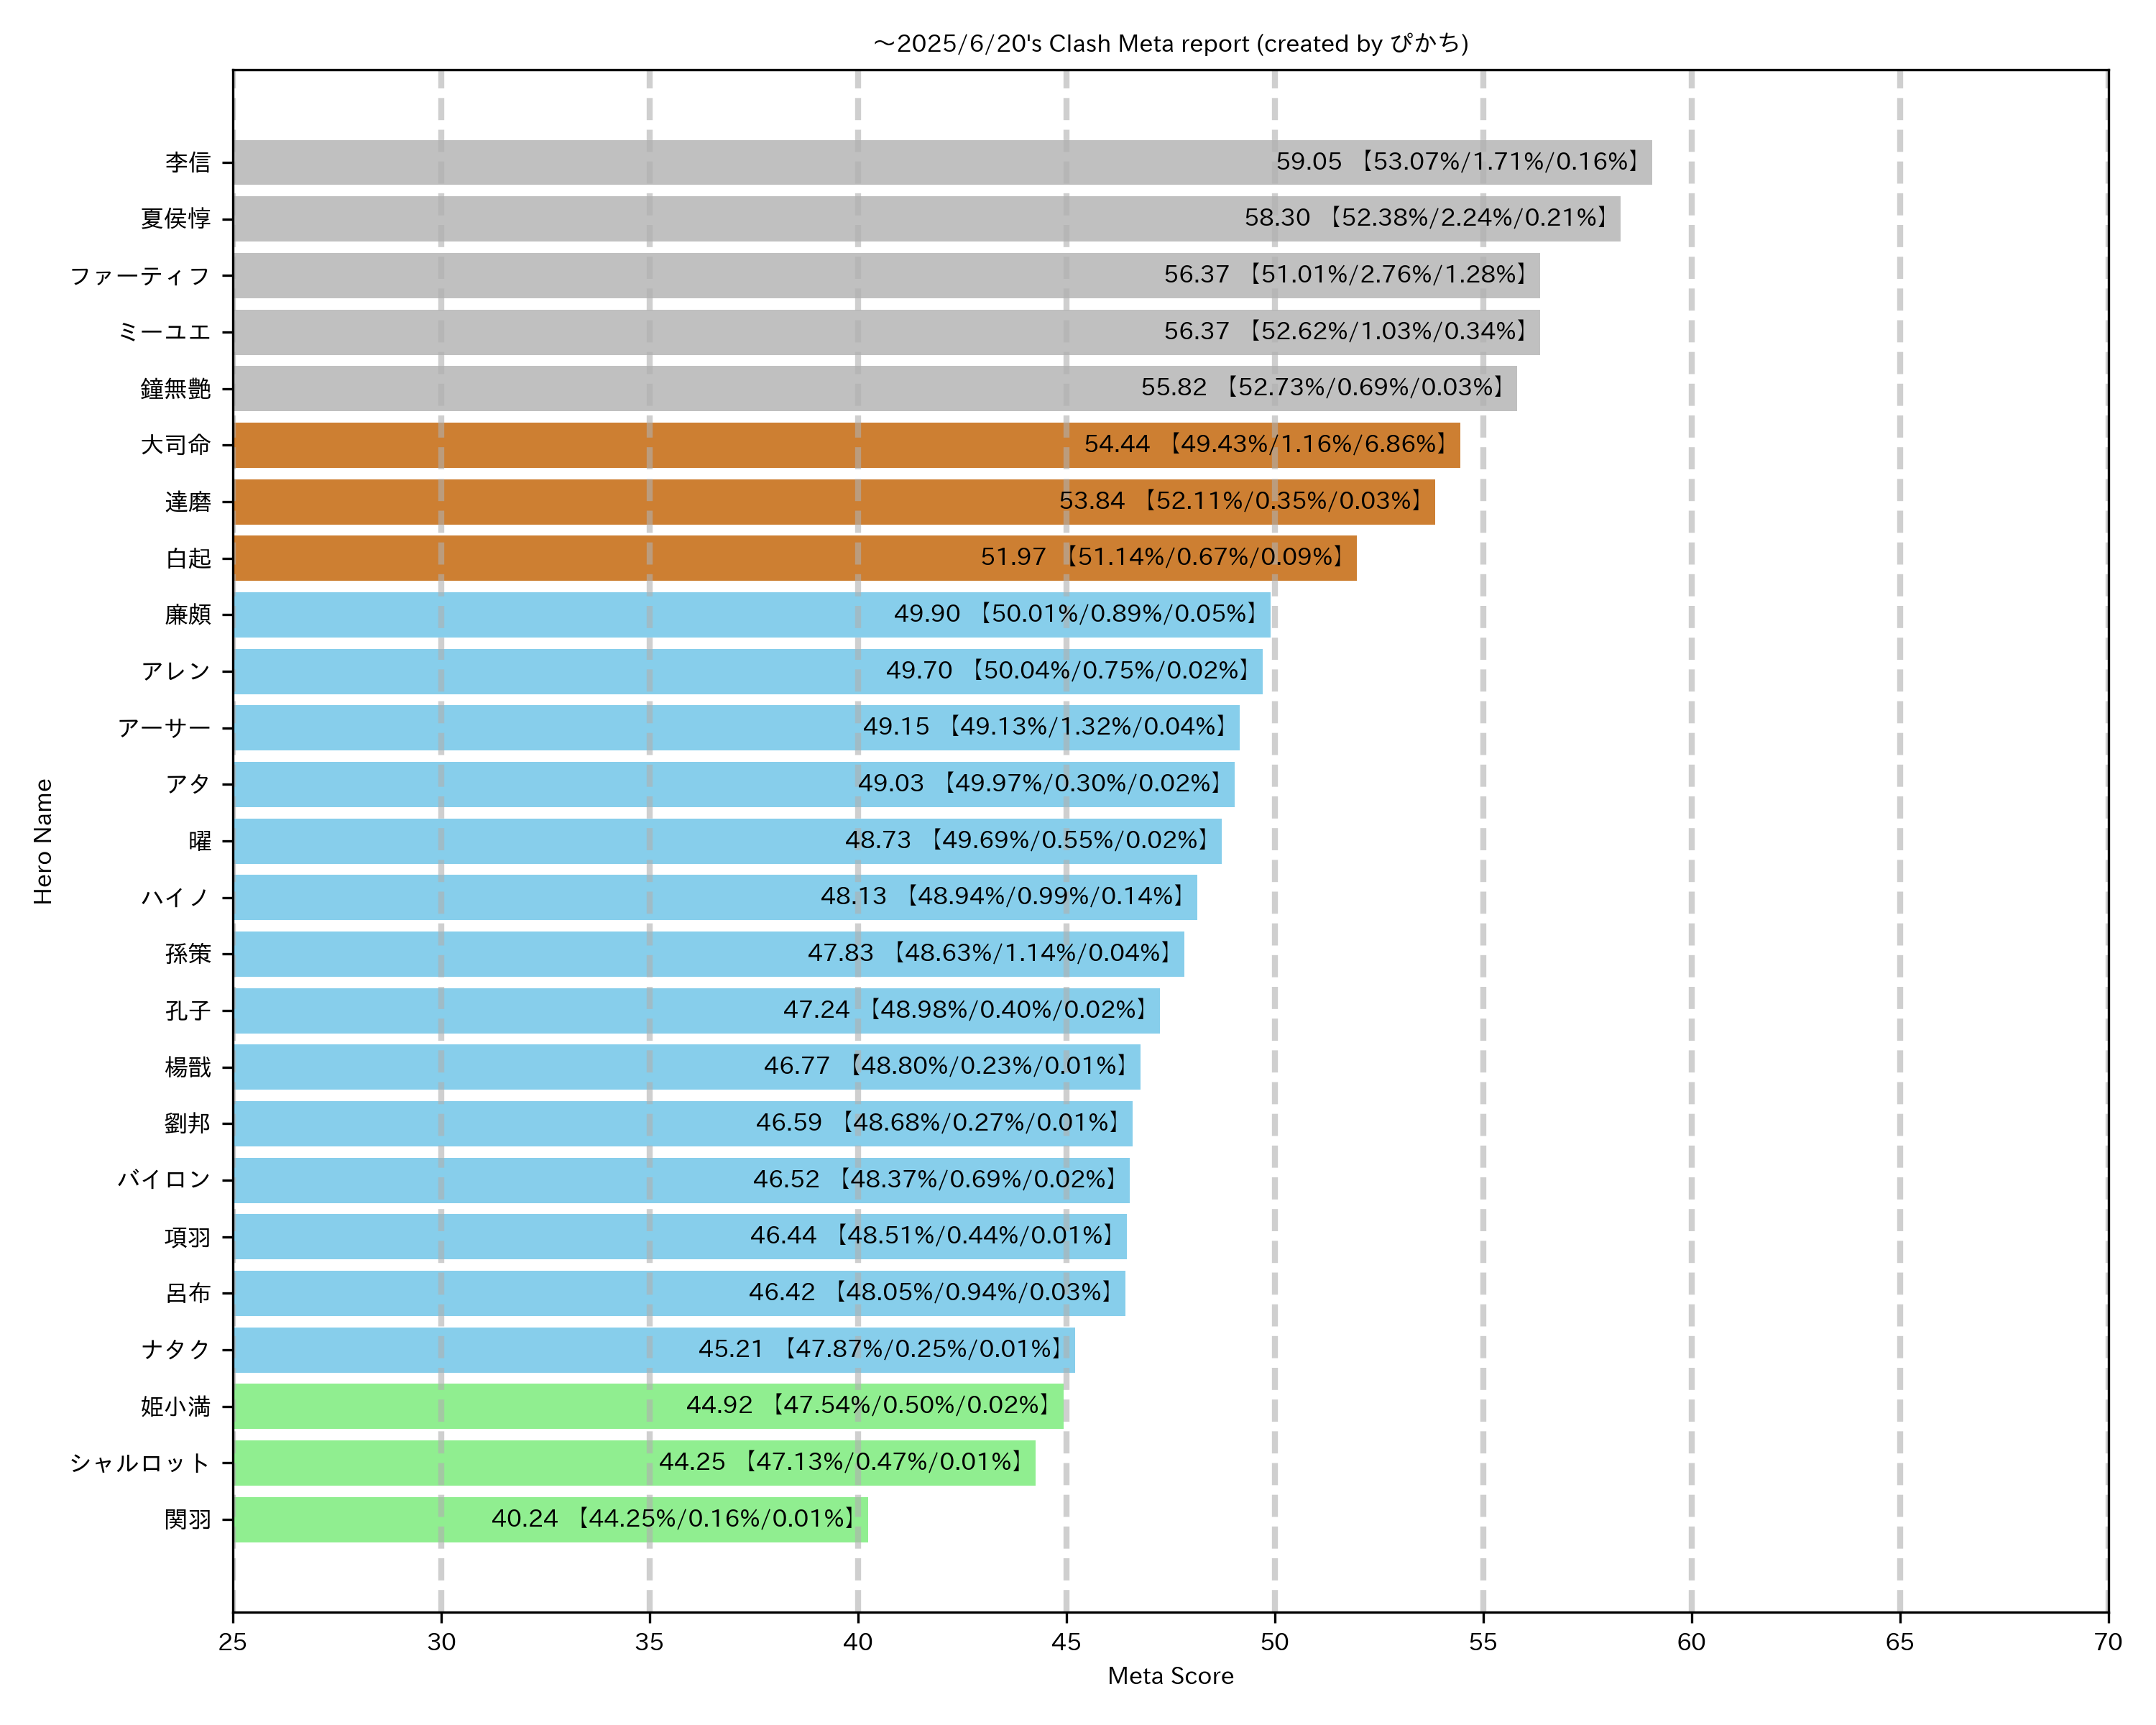 ～2025/6/20's Clash Meta report (created by ぴかち)
李信 59.05 【53.07%/1.71%/0.16%】
夏侯惇 58.30 【52.38%/2.24%/0.21%】
ファーティフ 56.37 【51.01%/2.76%/1.28%】
ミーユエ 56.37 【52.62%/1.03%/0.34%】
鐘無艶 55.82 【52.73%/0.69%/0.03%】
大司命 54.44 【49.43%/1.16%/6.86%】
達磨 53.84 【52.11%/0.35%/0.03%】
白起 51.97 【51.14%/0.67%/0.09%】
廉頗 49.90 【50.01%/0.89%/0.05%】
アレン 49.70 【50.04%/0.75%/0.02%】
アーサー 49.15 【49.13%/1.32%/0.04%】
アタ 49.03 【49.97%/0.30%/0.02%】
曜 48.73 【49.69%/0.55%/0.02%】
ハイノ 48.13 【48.94%/0.99%/0.14%】
孫策 47.83 【48.63%/1.14%/0.04%】
孔子 47.24 【48.98%/0.40%/0.02%】
楊戩 46.77 【48.80%/0.23%/0.01%】
劉邦 46.59 【48.68%/0.27%/0.01%】
バイロン 46.52 【48.37%/0.69%/0.02%】
項羽 46.44 【48.51%/0.44%/0.01%】
呂布 46.42 【48.05%/0.94%/0.03%】
ナタク 45.21 【47.87%/0.25%/0.01%】
姫小満 44.92 【47.54%/0.50%/0.02%】
シャルロット 44.25 【47.13%/0.47%/0.01%】
関羽 40.24 【44.25%/0.16%/0.01%】
Hero Name
25 30 35 40 45 50 55 60 65 70
Meta Score